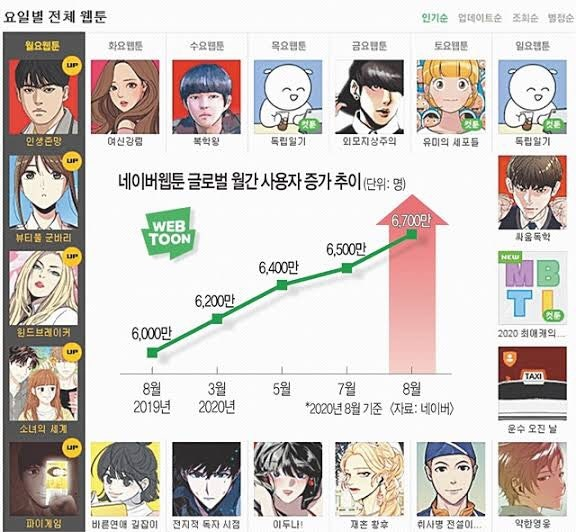 요일별 전체 웹툰
인기순 업데이트순 조회순 별점순
월요웹툰 화요웹툰 수요웹툰 목요웹툰 금요웹툰 토요웹툰 일요웹툰
UP
컷툰 컷툰
인생존망 여신강림 복학왕 독립일기 외모지상주의 유미의 세포들 독립일기
UP
네이버웹툰 글로벌 월간 사용자 증가 추이(단위: 명)
WEB
TOON
뷰티풀 군바리
싸움독학
UP
윈드브레이커
NEW
MB
TI
컷툰
2020 최애캐의...
6,000만
6,200만
6,400만
6,500만
6,700만
8월 3월 5월 7월 8월
2019년 2020년 *2020년 8월 기준 〈자료: 네이버〉
UP
소녀의 세계
TAXI
운수 오진 날
UP
파이게임 바른연애 길잡이 전지적 독자 시점 이두나! 재혼 황후 취사병 전설이... 약한영웅